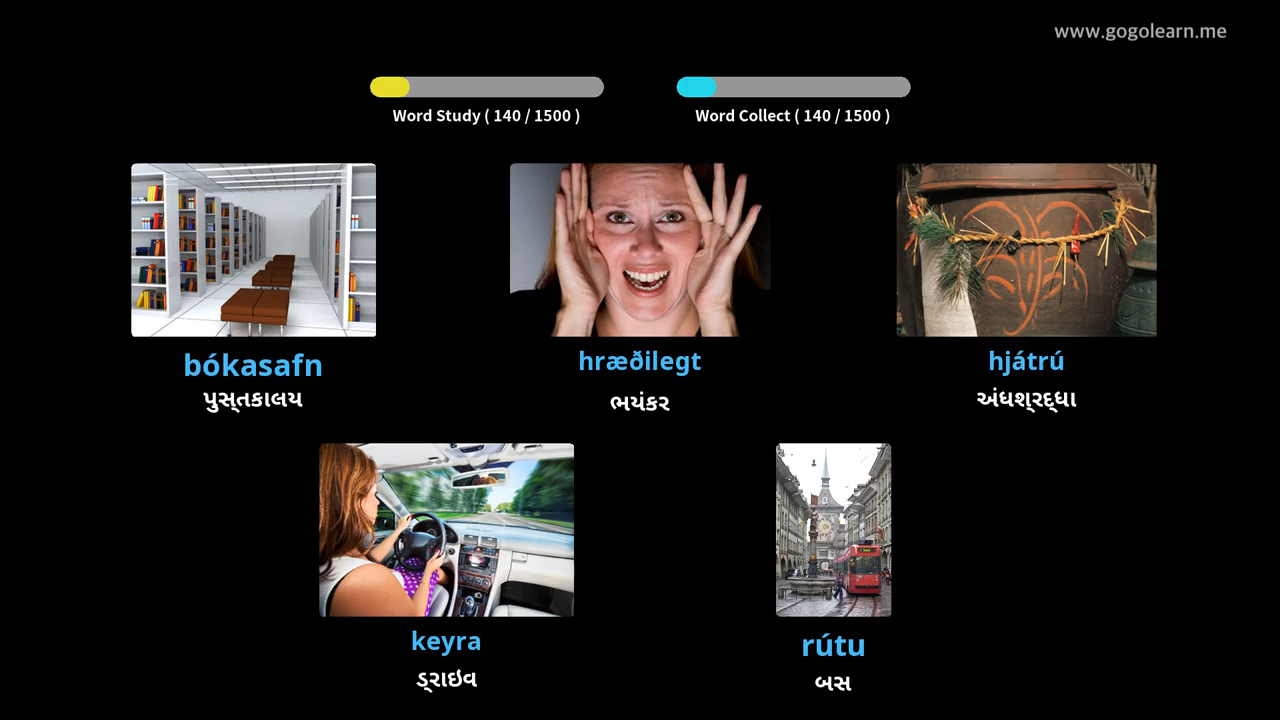 www.gogolearn.me
Word Study ( 140 / 1500 )
Word Collect ( 140 / 1500 )
bókasafn
પુસ્તકાલય
hræðilegt
ભયંકર
hjátrú
અંધશ્રદ્ધા
keyra
ડ્રાઇવ
rútu
બસ